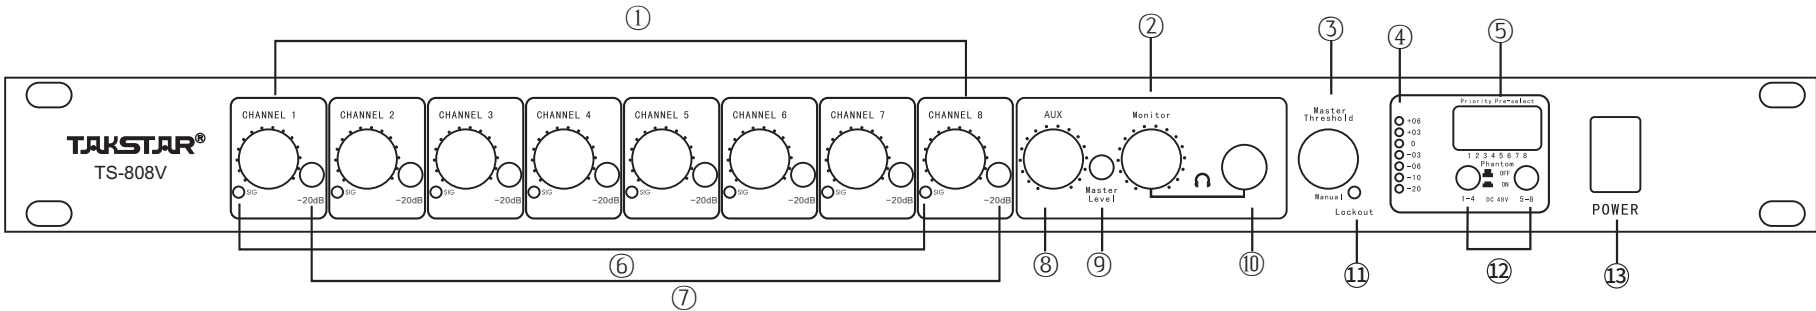 ① ② ③ ④ ⑤
TAKSTAR®
TS-808V
CHANNEL 1 CHANNEL 2 CHANNEL 3 CHANNEL 4 CHANNEL 5 CHANNEL 6 CHANNEL 7 CHANNEL 8
SIG SIG SIG SIG SIG SIG SIG SIG
-20dB -20dB -20dB -20dB -20dB -20dB -20dB -20dB
AUX
Master
Level
Monitor
Master
Threshold
Manual
Lockout
+06
+03
0
-03
-06
-10
-20
Priority Pre-select
1 2 3 4 5 6 7 8
Phantom
OFF
ON
1-4 DC 48V 5-8
POWER
⑥ ⑦ ⑧ ⑨ ⑩ ⑪ ⑫ ⑬